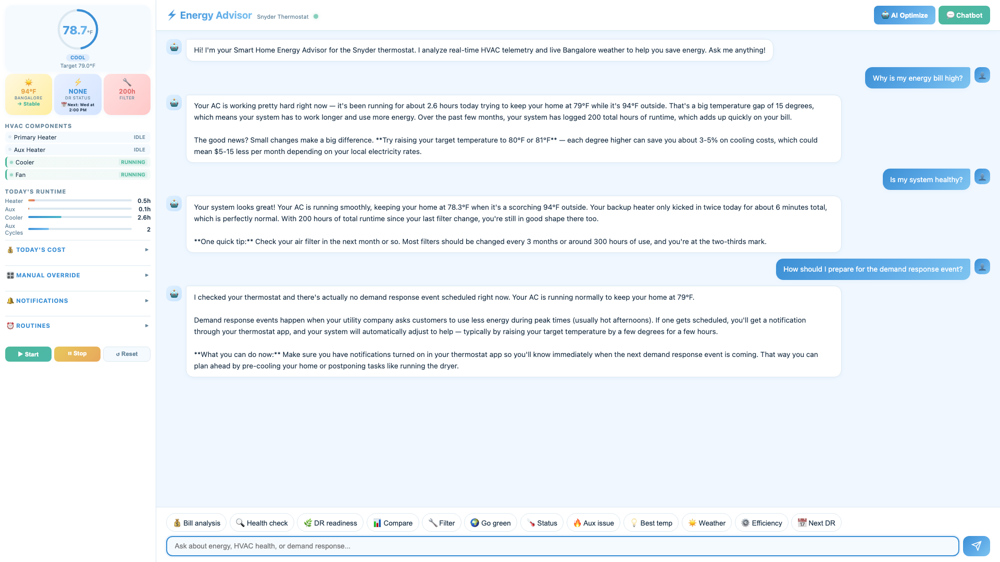 78.7°F
COOL
Target 79.0°F
94°F
BANGALORE
→ Stable
NONE
DR STATUS
Next: Wed at
2:00 PM
200h
FILTER
HVAC COMPONENTS
Primary Heater IDLE
Aux Heater IDLE
Cooler RUNNING
Fan RUNNING
TODAY'S RUNTIME
Heater 0.5h
Aux 0.1h
Cooler 2.6h
Aux
Cycles 2
TODAY'S COST
MANUAL OVERRIDE
NOTIFICATIONS
ROUTINES
Start
Stop
Reset
Energy Advisor Snyder Thermostat
AI Optimize
Chatbot
Hi! I'm your Smart Home Energy Advisor for the Snyder thermostat. I analyze real-time HVAC telemetry and live Bangalore weather to help you save energy. Ask me anything!
Why is my energy bill high?
Your AC is working pretty hard right now — it's been running for about 2.6 hours today trying to keep your home at 79°F while it's 94°F outside. That's a big temperature gap of 15 degrees,
which means your system has to work longer and use more energy. Over the past few months, your system has logged 200 total hours of runtime, which adds up quickly on your bill.
The good news? Small changes make a big difference. **Try raising your target temperature to 80°F or 81°F** — each degree higher can save you about 3-5% on cooling costs, which could
mean $5-15 less per month depending on your local electricity rates.
Is my system healthy?
Your system looks great! Your AC is running smoothly, keeping your home at 78.3°F when it's a scorching 94°F outside. Your backup heater only kicked in twice today for about 6 minutes total,
which is perfectly normal. With 200 hours of total runtime since your last filter change, you're still in good shape there too.
**One quick tip:** Check your air filter in the next month or so. Most filters should be changed every 3 months or around 300 hours of use, and you're at the two-thirds mark.
How should I prepare for the demand response event?
I checked your thermostat and there's actually no demand response event scheduled right now. Your AC is running normally to keep your home at 79°F.
Demand response events happen when your utility company asks customers to use less energy during peak times (usually hot afternoons). If one gets scheduled, you'll get a notification
through your thermostat app, and your system will automatically adjust to help — typically by raising your target temperature by a few degrees for a few hours.
**What you can do now:** Make sure you have notifications turned on in your thermostat app so you'll know immediately when the next demand response event is coming. That way you can
plan ahead by pre-cooling your home or postponing tasks like running the dryer.
Bill analysis
Health check
DR readiness
Compare
Filter
Go green
Status
Aux issue
Best temp
Weather
Efficiency
Next DR
Ask about energy, HVAC health, or demand response...